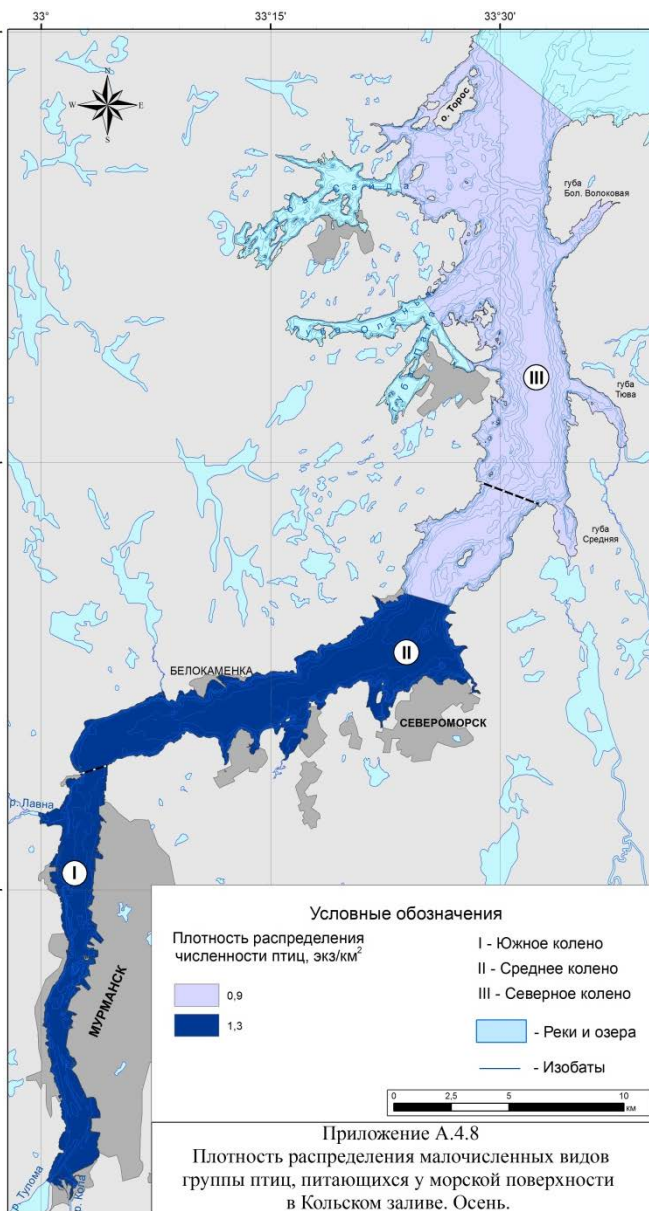 33° 33°15' 33°30'
N
W E
S
о. Торос
губа
Бол. Волоковая
III
губа
Тюва
губа
Средняя
II
БЕЛОКАМЕНКА
СЕВЕРОМОРСК
р. Лавна
I
МУРМАНСК
р. Тулома
р. Кола
Условные обозначения
Плотность распределения
численности птиц, экз/км²
0,9
1,3
I - Южное колено
II - Среднее колено
III - Северное колено
- Реки и озера
- Изобаты
0 2,5 5 10
км
Приложение А.4.8
Плотность распределения малочисленных видов
группы птиц, питающихся у морской поверхности
в Кольском заливе. Осень.